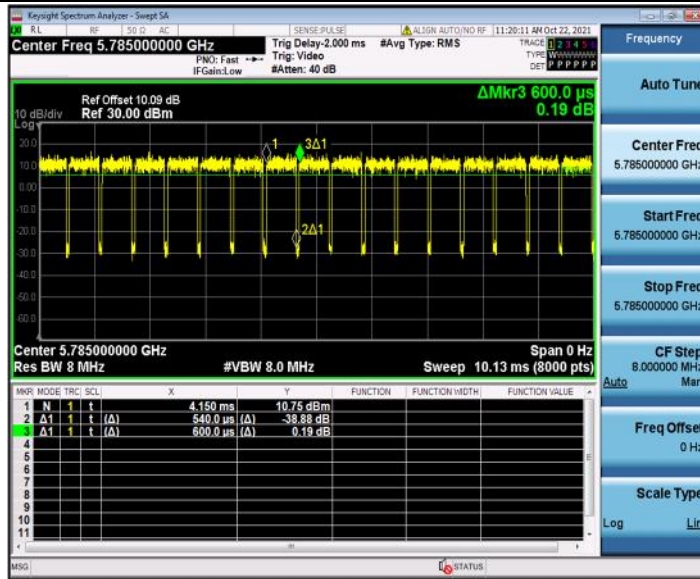 Keysight Spectrum Analyzer - Swept SA
RL RF 50 Ω AC SENSE:PULSE ALIGN AUTO/NO RF 11:20:11 AM Oct 22, 2021
Center Freq 5.785000000 GHz
PNO: Fast
IFGain:Low
Trig Delay-2.000 ms
Trig: Video
#Atten: 40 dB
#Avg Type: RMS
TRACE 1 2 3 4 5 6
TYPE WWWWWW
DET P P P P P P
ΔMkr3 600.0 µs
0.19 dB
Ref Offset 10.09 dB
10 dB/div Ref 30.00 dBm
Log
20.0
10.0
0.00
-10.0
-20.0
-30.0
-40.0
-50.0
-60.0
1
3Δ1
2Δ1
Center 5.785000000 GHz Span 0 Hz
Res BW 8 MHz #VBW 8.0 MHz Sweep 10.13 ms (8000 pts)
MKR MODE TRC SCL X Y FUNCTION FUNCTION WIDTH FUNCTION VALUE
1 N 1 t 4.150 ms 10.75 dBm
2 Δ1 1 t (Δ) 540.0 µs (Δ) -38.88 dB
3 Δ1 1 t (Δ) 600.0 µs (Δ) 0.19 dB
4
5
6
7
8
9
10
11
MSG STATUS
Frequency
Auto Tune
Center Freq
5.785000000 GHz
Start Freq
5.785000000 GHz
Stop Freq
5.785000000 GHz
CF Step
8.000000 MHz
Auto Man
Freq Offset
0 Hz
Scale Type
Log Lin